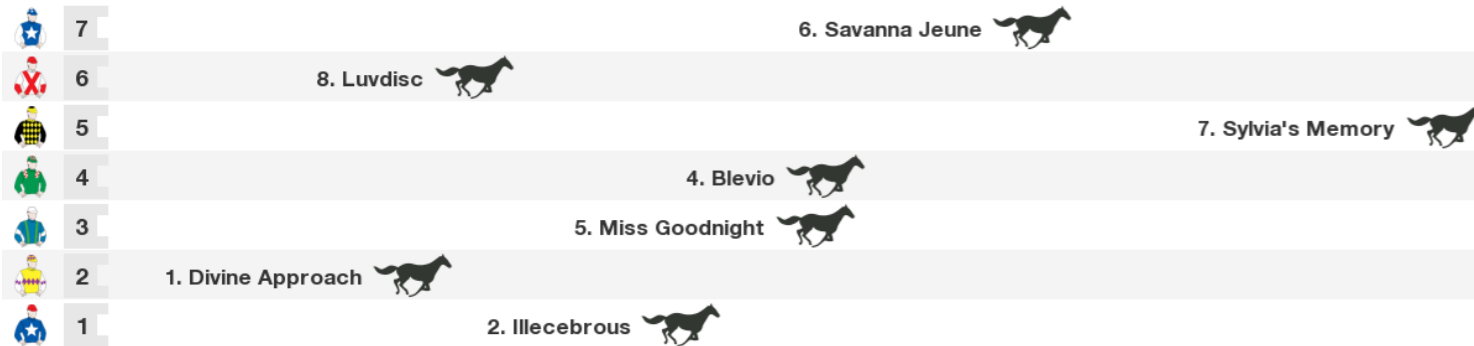 7 6. Savanna Jeune
6 8. Luvdisc
5 7. Sylvia's Memory
4 4. Blevio
3 5. Miss Goodnight
2 1. Divine Approach
1 2. Illecebrous